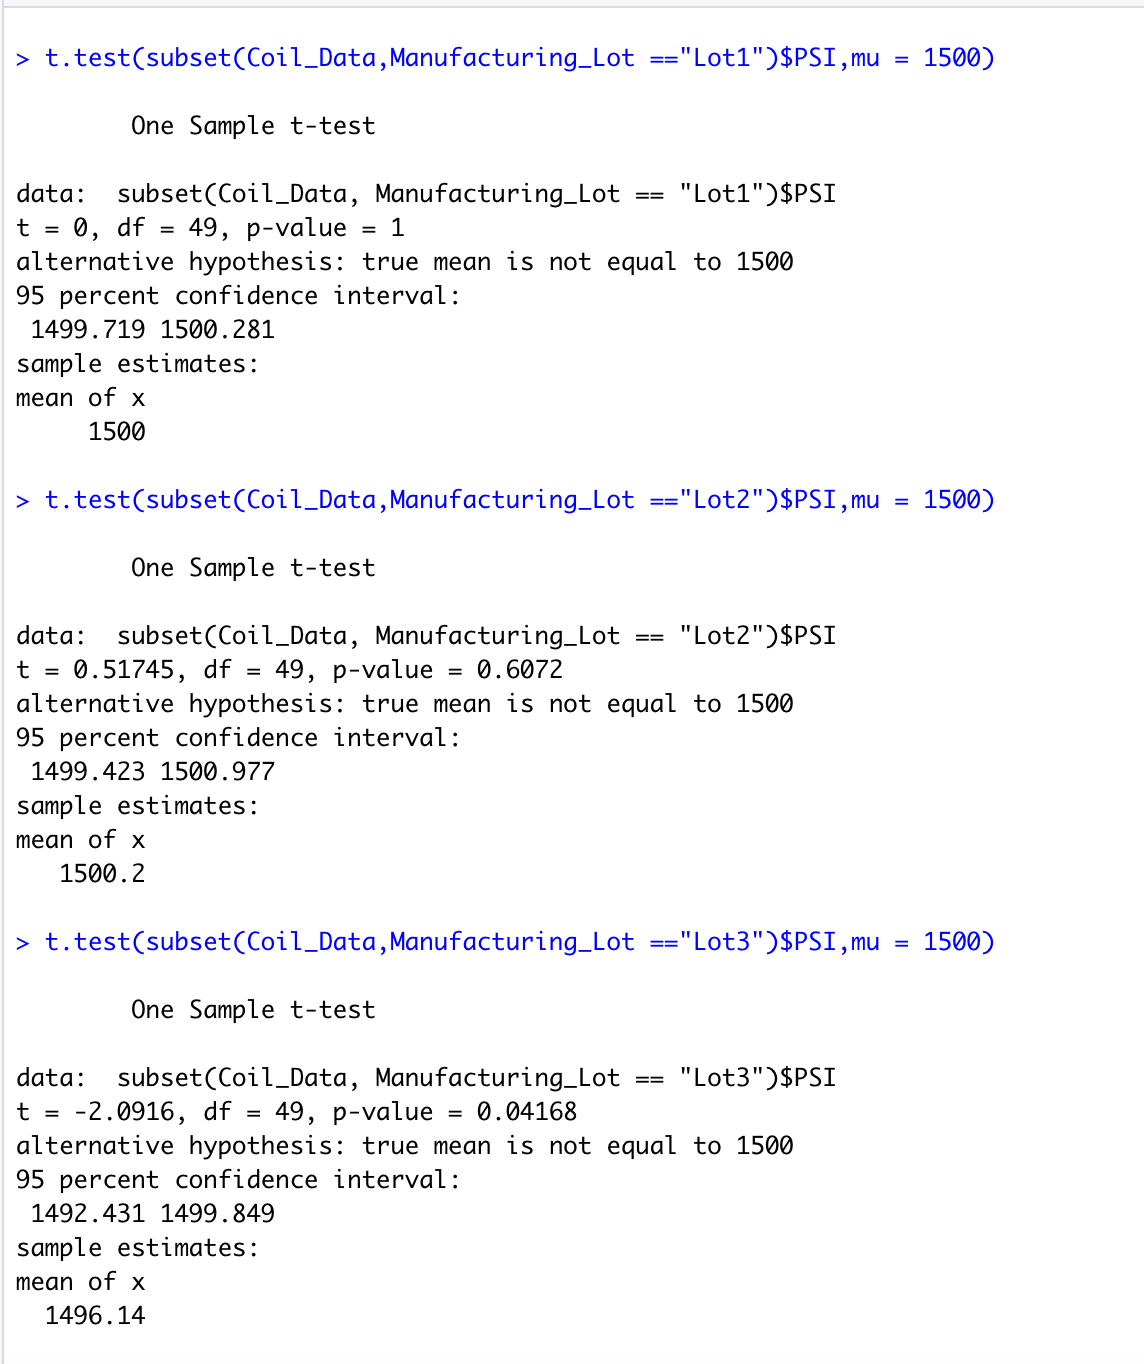 > t.test(subset(Coil_Data,Manufacturing_Lot =="Lot1")$PSI,mu = 1500)
One Sample t-test
data:  subset(Coil_Data, Manufacturing_Lot == "Lot1")$PSI
t = 0, df = 49, p-value = 1
alternative hypothesis: true mean is not equal to 1500
95 percent confidence interval:
1499.719 1500.281
sample estimates:
mean of x
1500
> t.test(subset(Coil_Data,Manufacturing_Lot =="Lot2")$PSI,mu = 1500)
One Sample t-test
data:  subset(Coil_Data, Manufacturing_Lot == "Lot2")$PSI
t = 0.51745, df = 49, p-value = 0.6072
alternative hypothesis: true mean is not equal to 1500
95 percent confidence interval:
1499.423 1500.977
sample estimates:
mean of x
1500.2
> t.test(subset(Coil_Data,Manufacturing_Lot =="Lot3")$PSI,mu = 1500)
One Sample t-test
data:  subset(Coil_Data, Manufacturing_Lot == "Lot3")$PSI
t = -2.0916, df = 49, p-value = 0.04168
alternative hypothesis: true mean is not equal to 1500
95 percent confidence interval:
1492.431 1499.849
sample estimates:
mean of x
1496.14